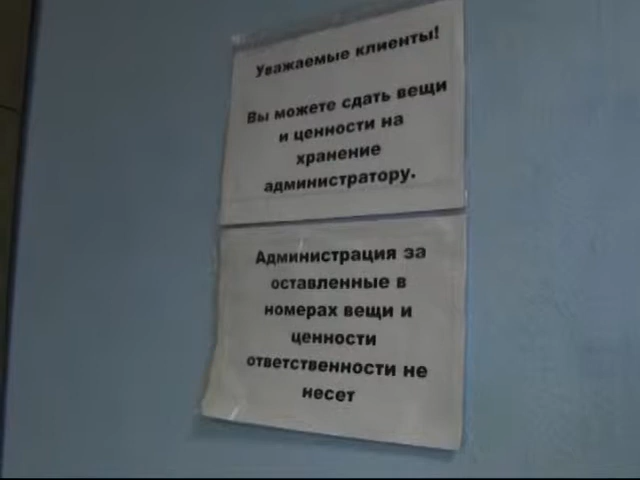 Уважаемые клиенты!
Вы можете сдать вещи
и ценности на
хранение
администратору.
Администрация за
оставленные в
номерах вещи и
ценности
ответственности не
несет